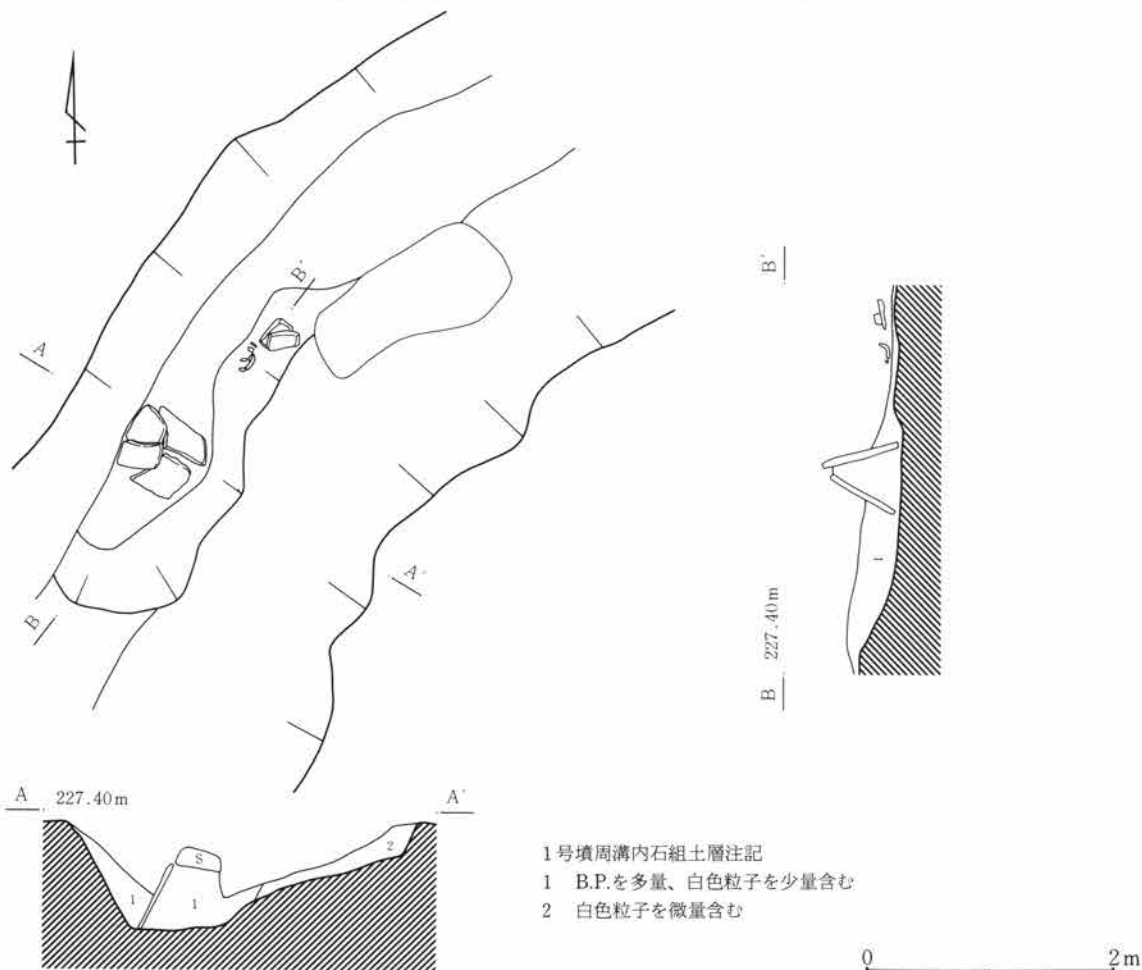 B'
B'
A
A'
1
B
B 227.40m
A 227.40m A'
S
2
1
1
1号墳周溝内石組土層注記
1 B.P.を多量、白色粒子を少量含む
2 白色粒子を微量含む
0 2m